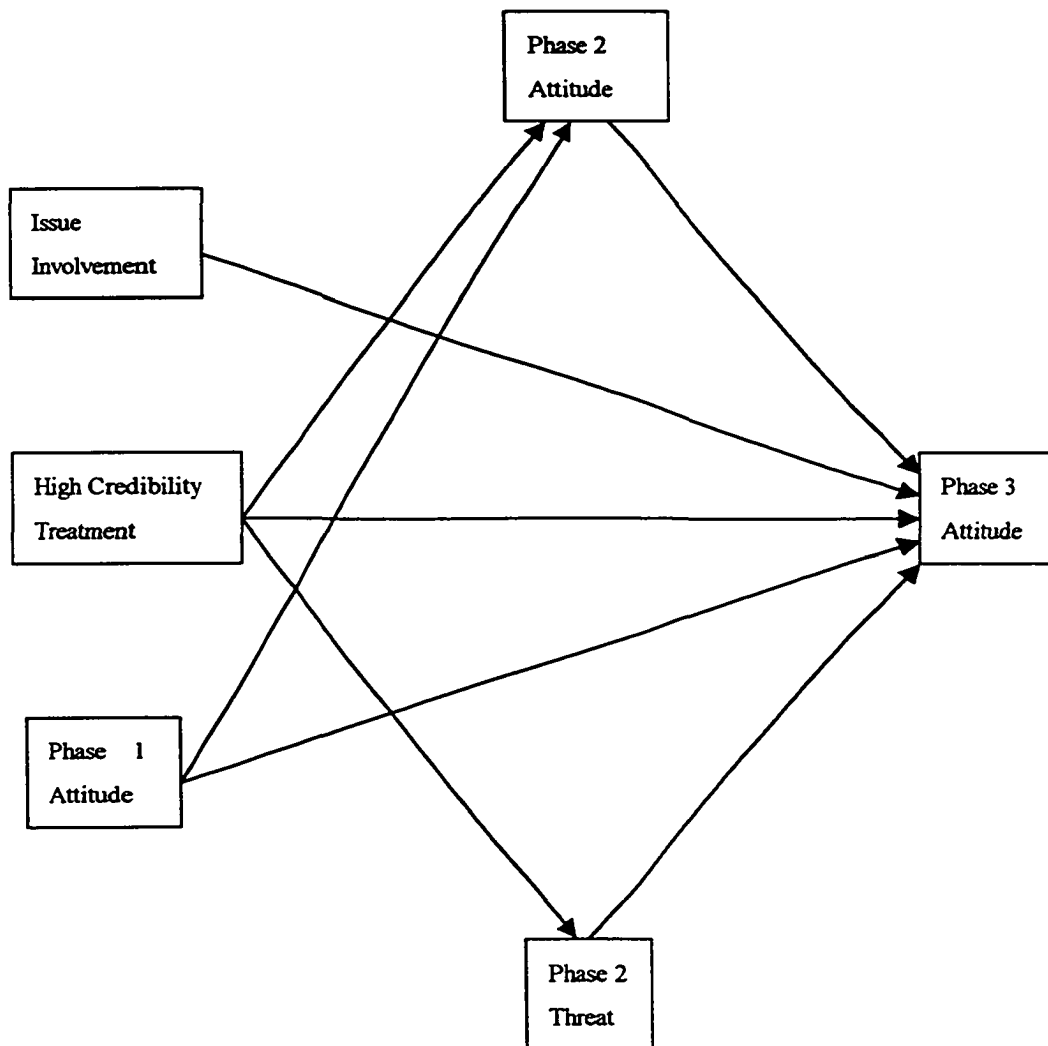 Phase 2
Attitude
Issue
Involvement
High Credibility
Treatment
Phase 3
Attitude
Phase 1
Attitude
Phase 2
Threat